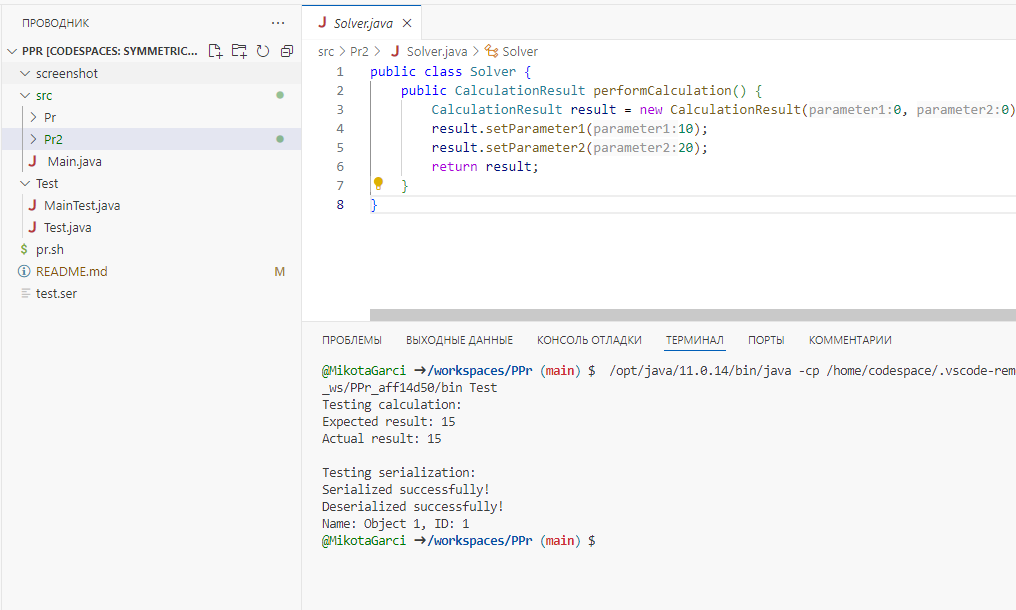 ПРОВОДНИК ···
PPR [CODESPACES: SYMMETRIC...
screenshot
src
Pr
Pr2
J Main.java
Test
J MainTest.java
J Test.java
$ pr.sh
README.md M
test.ser
J Solver.java ×
src > Pr2 > J Solver.java > Solver
1 public class Solver {
2 public CalculationResult performCalculation() {
3 CalculationResult result = new CalculationResult(parameter1:0, parameter2:0)
4 result.setParameter1(parameter1:10);
5 result.setParameter2(parameter2:20);
6 return result;
7 }
8 }
ПРОБЛЕМЫ ВЫХОДНЫЕ ДАННЫЕ КОНСОЛЬ ОТЛАДКИ ТЕРМИНАЛ ПОРТЫ КОММЕНТАРИИ
@MikotaGarci ➜/workspaces/PPr (main) $ /opt/java/11.0.14/bin/java -cp /home/codespace/.vscode-rem
_ws/PPr_aff14d50/bin Test
Testing calculation:
Expected result: 15
Actual result: 15
Testing serialization:
Serialized successfully!
Deserialized successfully!
Name: Object 1, ID: 1
@MikotaGarci ➜/workspaces/PPr (main) $